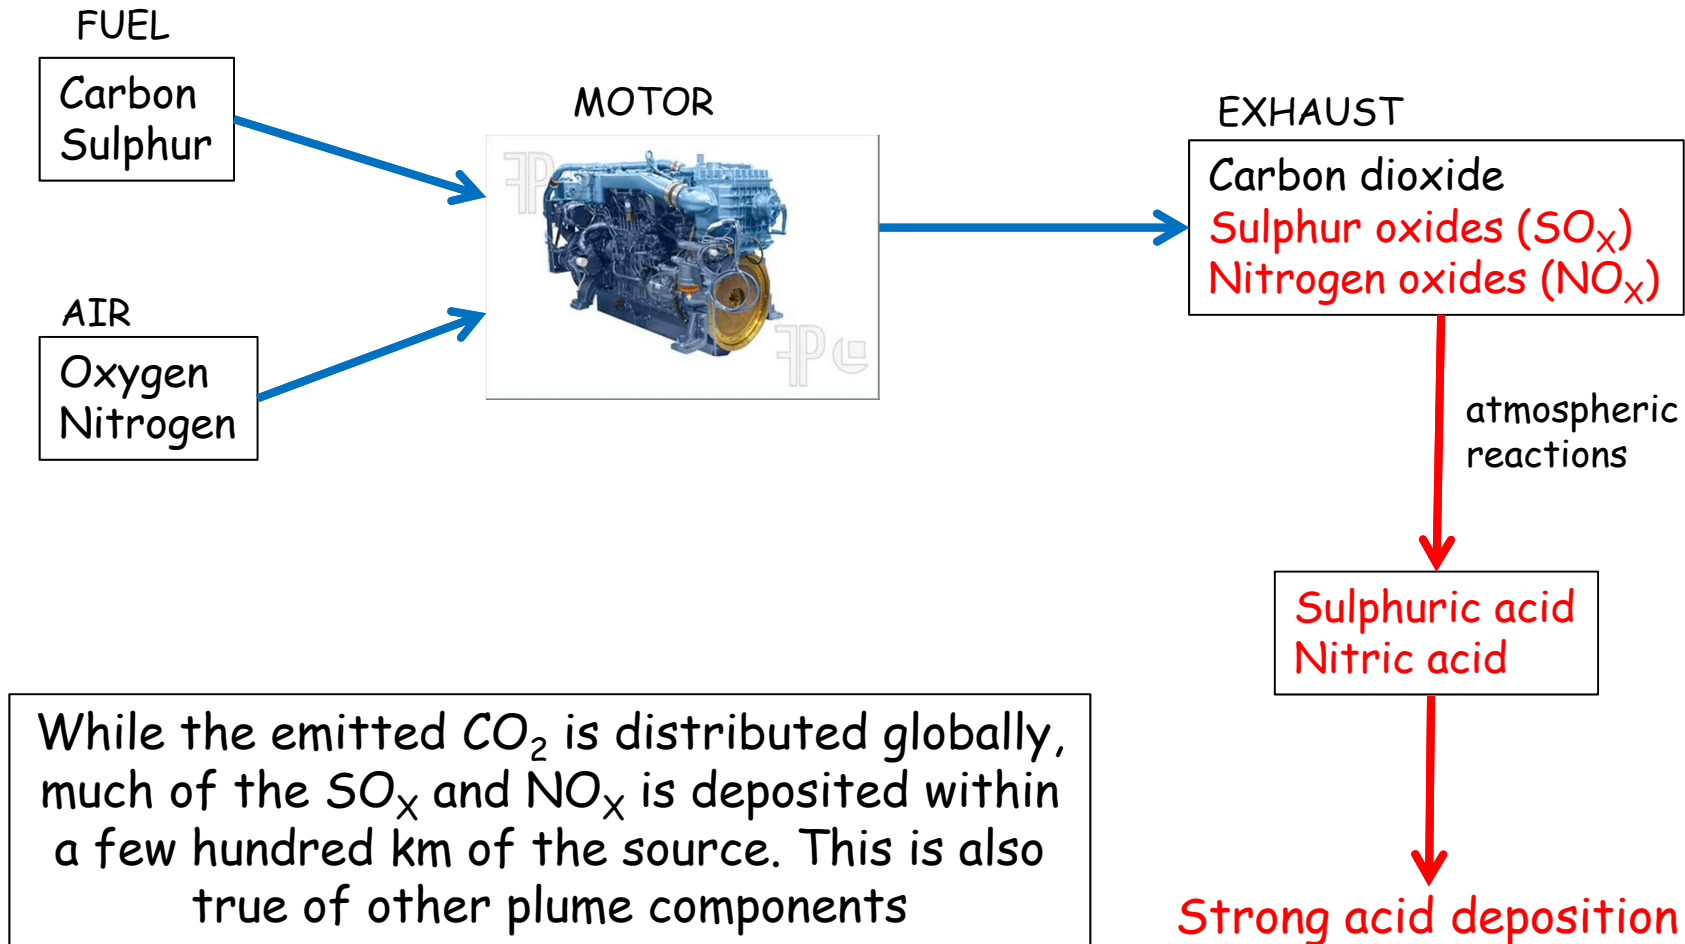 FUEL
Carbon
Sulphur
MOTOR
EXHAUST
Carbon dioxide
Sulphur oxides (SOX)
Nitrogen oxides (NOX)
AIR
Oxygen
Nitrogen
atmospheric
reactions
Sulphuric acid
Nitric acid
While the emitted CO2 is distributed globally,
much of the SOX and NOX is deposited within
a few hundred km of the source. This is also
true of other plume components
Strong acid deposition